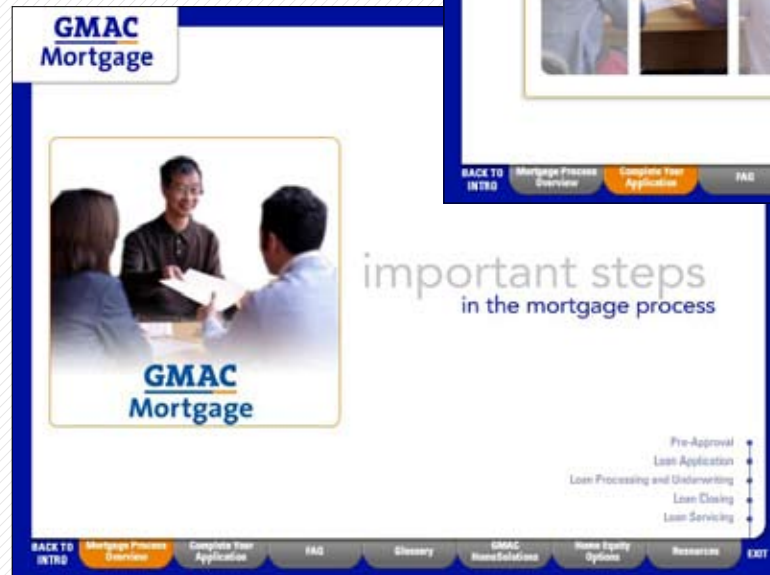 GMAC
Mortgage
BACK TO
INTRO
Mortgage Process
Overview
Complete Your
Application
FAQ
important steps
in the mortgage process
GMAC
Mortgage
Pre-Approval
Loan Application
Loan Processing and Underwriting
Loan Closing
Loan Servicing
BACK TO
INTRO
Mortgage Process
Overview
Complete Your
Application
FAQ
Glossary
GMAC
HomeSolutions
Home Equity
Options
Resources
EXIT